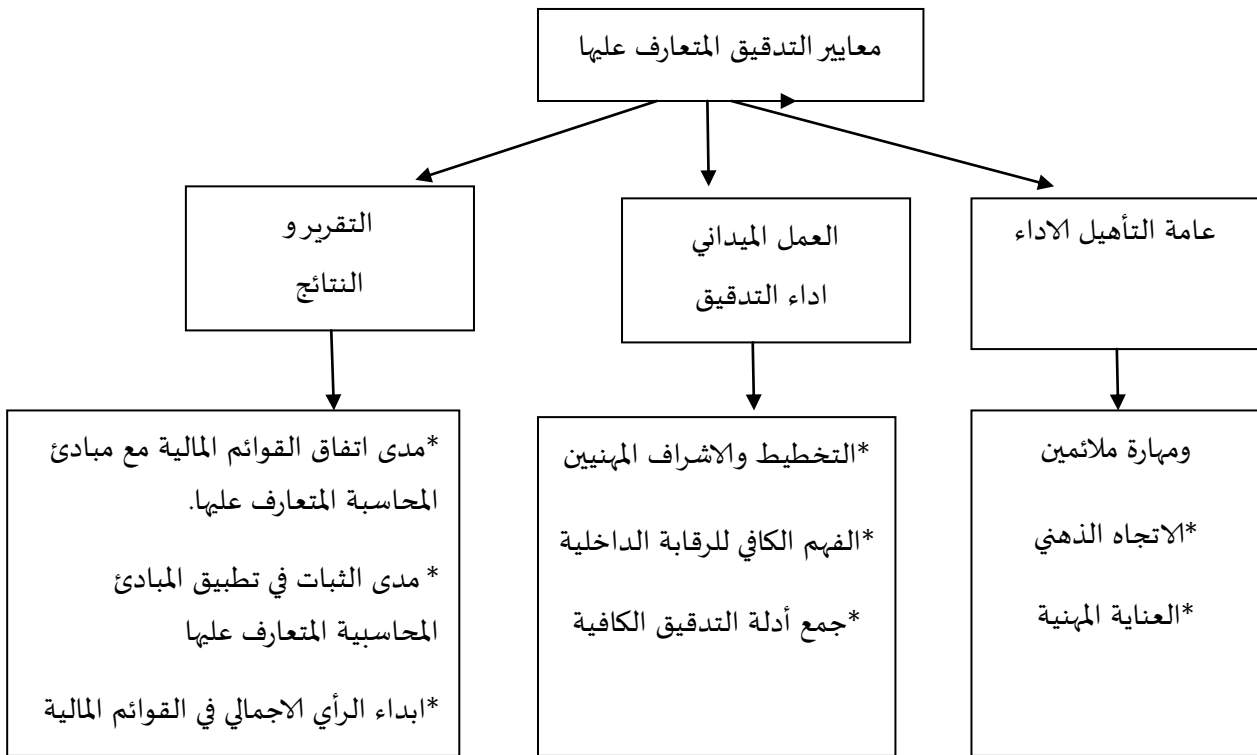 معايير التدقيق المتعارف عليها
عامة التأهيل الاداء
العمل الميداني
اداء التدقيق
التقرير و
النتائج
ومهارة ملائمين
*الاتجاه الذهني
*العناية المهنية
*التخطيط والاشراف المهنيين
*الفهم الكافي للرقابة الداخلية
*جمع أدلة التدقيق الكافية
*مدى اتفاق القوائم المالية مع مبادئ
المحاسبة المتعارف عليها.
* مدى الثبات في تطبيق المبادئ
المحاسبية المتعارف عليها
*ابداء الرأي الاجمالي في القوائم المالية